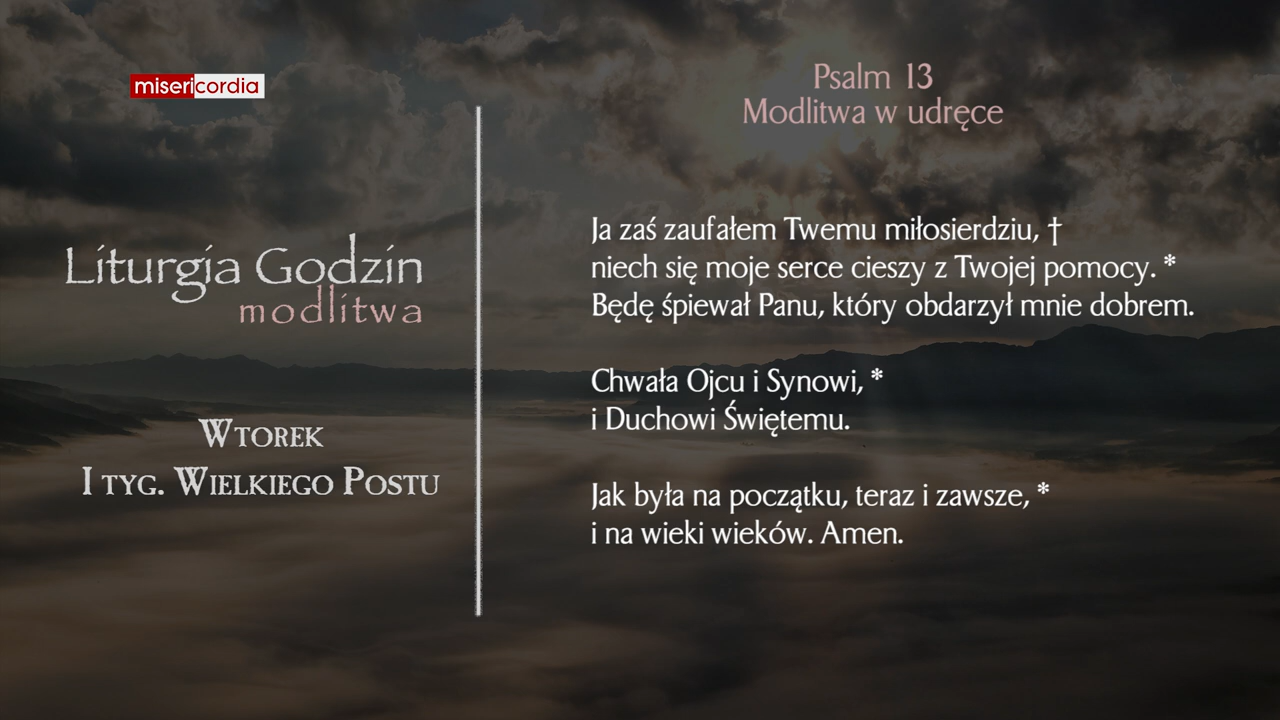 misericordia
Liturgia Godzin
modlitwa
Wtorek
I tyg. Wielkiego Postu
Psalm 13
Modlitwa w udręce
Ja zaś zaufałem Twemu miłosierdziu, †
niech się moje serce cieszy z Twojej pomocy. *
Będę śpiewał Panu, który obdarzył mnie dobrem.
Chwała Ojcu i Synowi, *
i Duchowi Świętemu.
Jak była na początku, teraz i zawsze, *
i na wieki wieków. Amen.